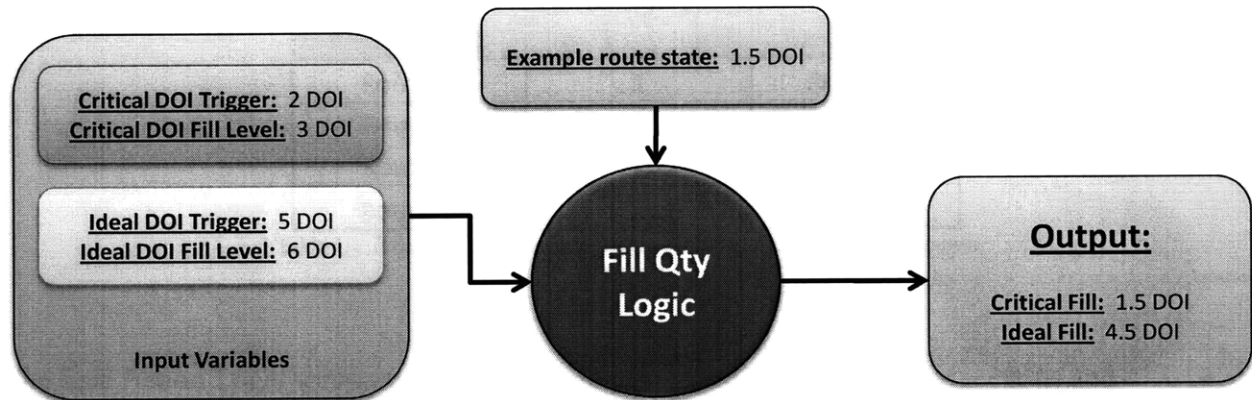 Critical DOI Trigger: 2 DOI
Critical DOI Fill Level: 3 DOI
Ideal DOI Trigger: 5 DOI
Ideal DOI Fill Level: 6 DOI
Input Variables
Example route state: 1.5 DOI
Fill Qty
Logic
Output:
Critical Fill: 1.5 DOI
Ideal Fill: 4.5 DOI